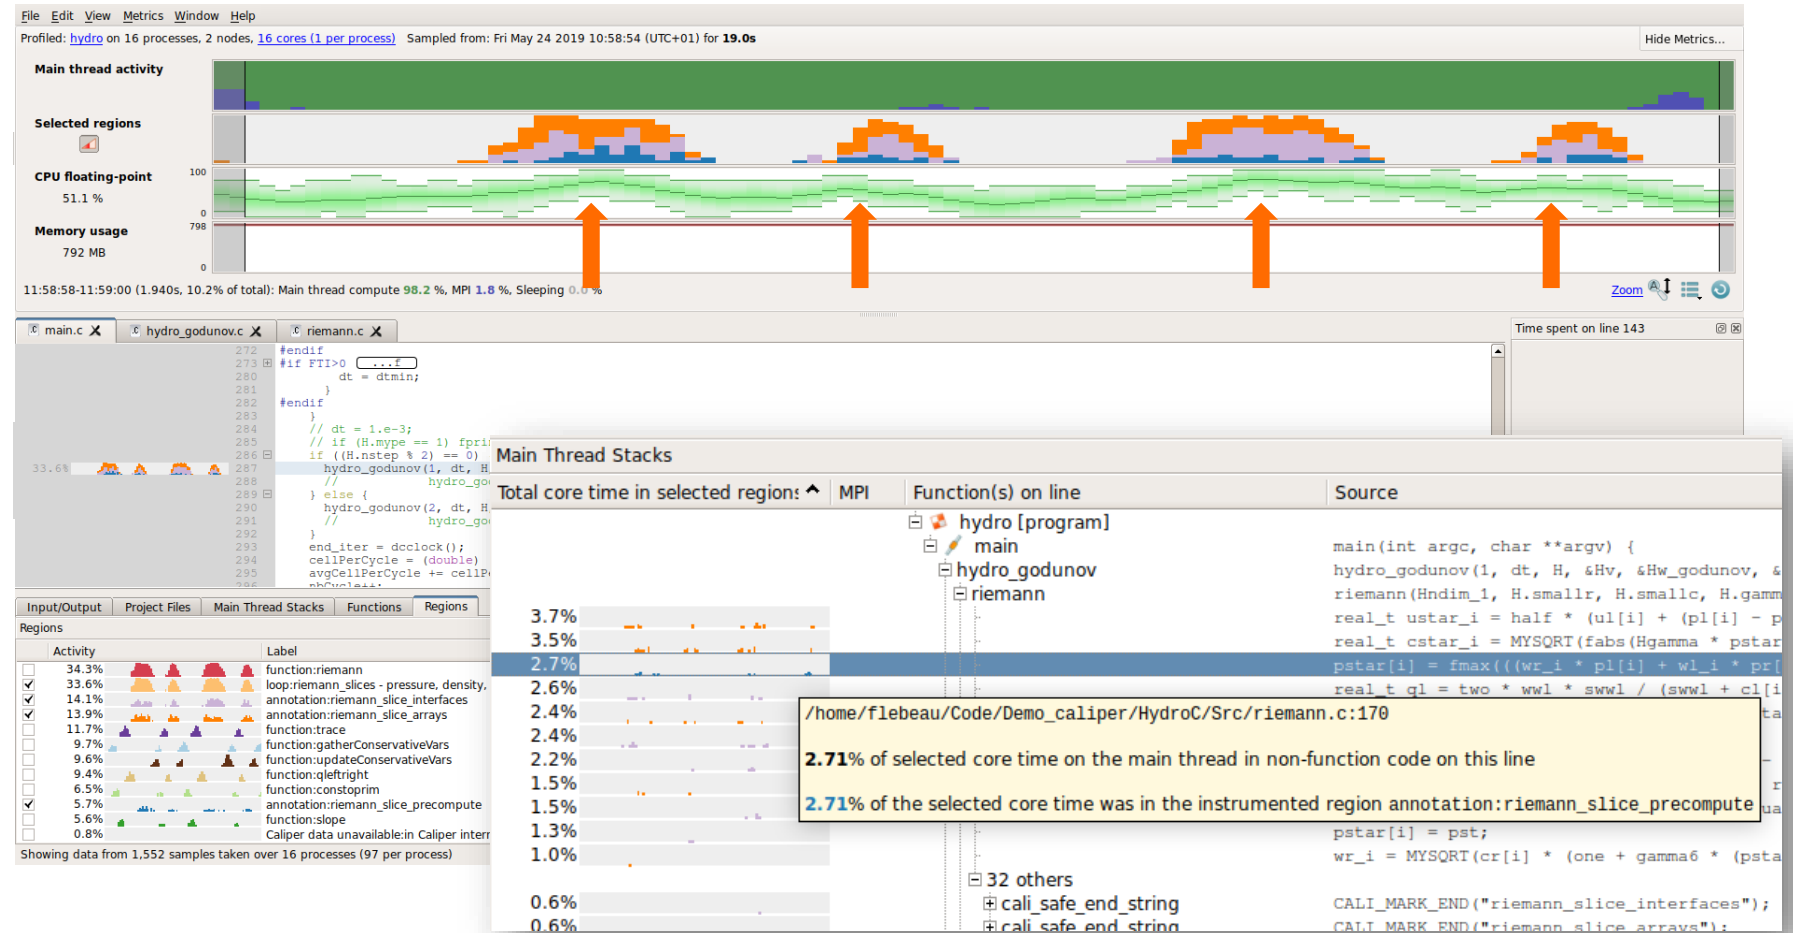 File Edit View Metrics Window Help
Profiled: hydro on 16 processes, 2 nodes, 16 cores (1 per process) Sampled from: Fri May 24 2019 10:58:54 (UTC+01) for 19.0s
Hide Metrics...
Main thread activity
Selected regions
CPU floating-point
51.1 %
100
0
Memory usage
792 MB
798
0
11:58:58-11:59:00 (1.940s, 10.2% of total): Main thread compute 98.2 %, MPI 1.8 %, Sleeping 0.0 %
Zoom
main.c
hydro_godunov.c
riemann.c
Time spent on line 143
272 #endif
273 #if FTI>0 ...f
280 dt = dtmin;
281 }
282 #endif
283 }
284 // dt = 1.e-3;
285 // if (H.mype == 1) fpri
286 if ((H.nstep % 2) == 0)
33.6% 287 hydro_godunov(1, dt, H
288 // hydro_go
289 } else {
290 hydro_godunov(2, dt, H
291 // hydro_go
292 }
293 end_iter = dcclock();
294 cellPerCycle = (double)
295 avgCellPerCycle += cellP
296 nbCycle++;
Input/Output Project Files Main Thread Stacks Functions Regions
Regions
Activity Label
34.3% function:riemann
33.6% loop:riemann_slices - pressure, density,
14.1% annotation:riemann_slice_interfaces
13.9% annotation:riemann_slice_arrays
11.7% function:trace
9.7% function:gatherConservativeVars
9.6% function:updateConservativeVars
9.4% function:qleftright
6.5% function:constoprim
5.7% annotation:riemann_slice_precompute
5.6% function:slope
0.8% Caliper data unavailable:in Caliper interr
Showing data from 1,552 samples taken over 16 processes (97 per process)
Main Thread Stacks
Total core time in selected regions MPI Function(s) on line Source
hydro [program]
main main(int argc, char **argv) {
hydro_godunov hydro_godunov(1, dt, H, &Hv, &Hw_godunov, &
riemann riemann(Hndim_1, H.smallr, H.smallc, H.gamm
3.7% real_t ustar_i = half * (ul[i] + (pl[i] - p
3.5% real_t cstar_i = MYSQRT(fabs(Hgamma * pstar
2.7% pstar[i] = fmax(((wr_i * pl[i] + wl_i * pr[
2.6% real_t ql = two * wwl * swwl / (swwl + cl[i
2.4% ta
2.4%
2.2%
1.5% r
1.5% ua
/home/flebeau/Code/Demo_caliper/HydroC/Src/riemann.c:170
2.71% of selected core time on the main thread in non-function code on this line
2.71% of the selected core time was in the instrumented region annotation:riemann_slice_precompute
1.3% pstar[i] = pst;
1.0% wr_i = MYSQRT(cr[i] * (one + gamma6 * (psta
32 others
0.6% cali_safe_end_string CALI_MARK_END("riemann_slice_interfaces");
0.6% cali_safe_end_string CALI_MARK_END("riemann_slice_arrays");